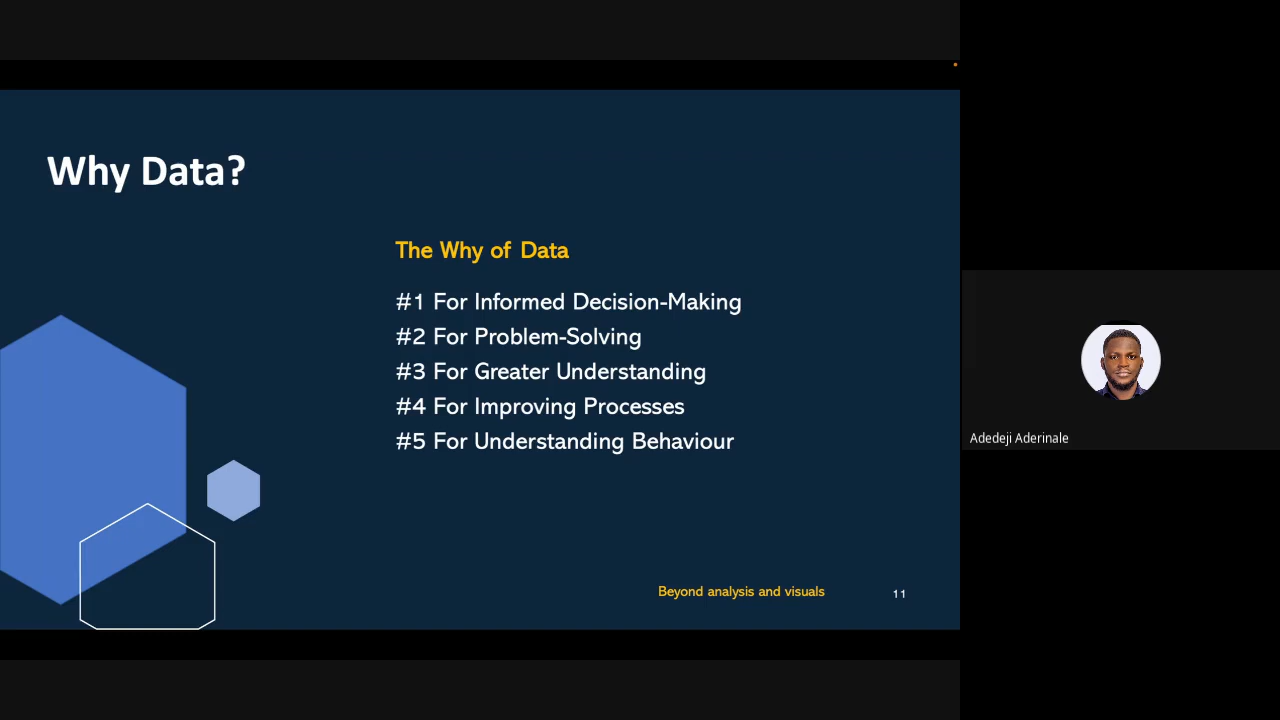 Why Data?
The Why of Data
#1 For Informed Decision-Making
#2 For Problem-Solving
#3 For Greater Understanding
#4 For Improving Processes
#5 For Understanding Behaviour
Beyond analysis and visuals
11
Adedeji Aderinale